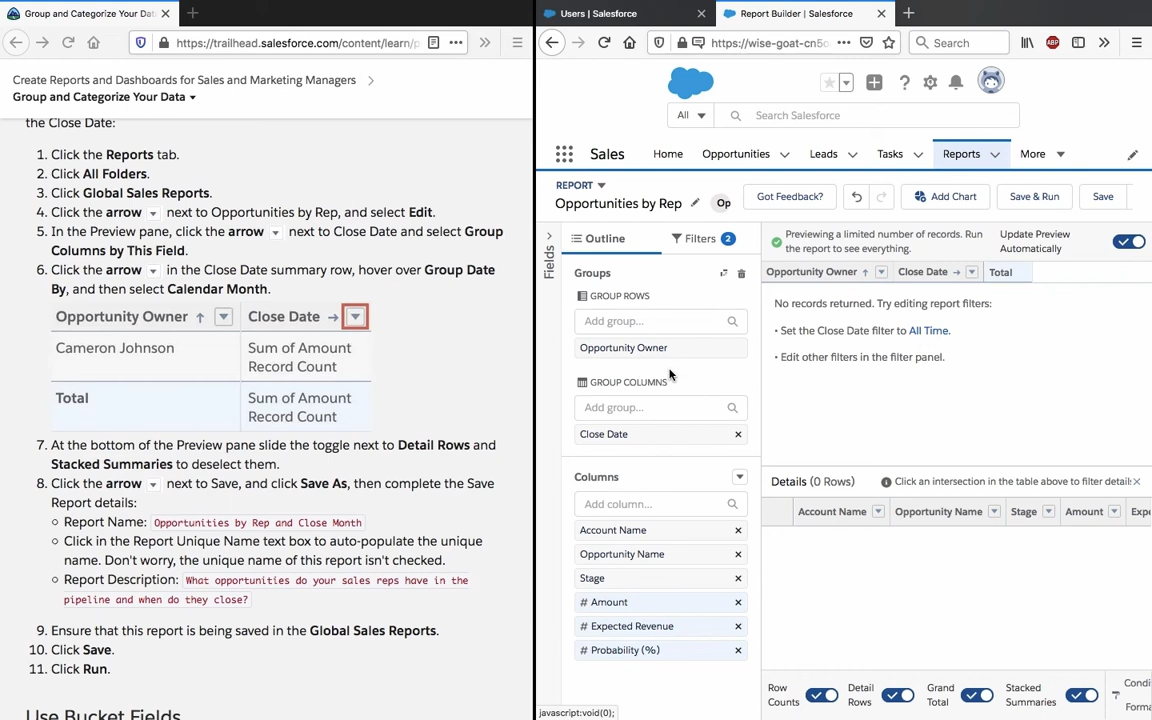 Group and Categorize Your Dat
https://trailhead.salesforce.com/content/learn/p
Create Reports and Dashboards for Sales and Marketing Managers
Group and Categorize Your Data
the Close Date:
1. Click the Reports tab.
2. Click All Folders.
3. Click Global Sales Reports.
4. Click the arrow next to Opportunities by Rep, and select Edit.
5. In the Preview pane, click the arrow next to Close Date and select Group
Columns by This Field.
6. Click the arrow in the Close Date summary row, hover over Group Date
By, and then select Calendar Month.
Opportunity Owner ↑ Close Date →
Cameron Johnson Sum of Amount
Record Count
Total Sum of Amount
Record Count
7. At the bottom of the Preview pane slide the toggle next to Detail Rows and
Stacked Summaries to deselect them.
8. Click the arrow next to Save, and click Save As, then complete the Save
Report details:
Report Name: Opportunities by Rep and Close Month
Click in the Report Unique Name text box to auto-populate the unique
name. Don't worry, the unique name of this report isn't checked.
Report Description: What opportunities do your sales reps have in the
pipeline and when do they close?
9. Ensure that this report is being saved in the Global Sales Reports.
10. Click Save.
11. Click Run.
Use Bucket Fields
Users | Salesforce Report Builder | Salesforce
https://wise-goat-cn5o Search
ABP
All Search Salesforce
Sales Home Opportunities Leads Tasks Reports More
REPORT
Opportunities by Rep Op Got Feedback? Add Chart Save & Run Save
Fields
Outline Filters 2
Groups
GROUP ROWS
Add group...
Opportunity Owner
GROUP COLUMNS
Add group...
Close Date
Columns
Add column...
Account Name
Opportunity Name
Stage
# Amount
# Expected Revenue
# Probability (%)
Previewing a limited number of records. Run
the report to see everything.
Update Preview
Automatically
Opportunity Owner ↑ Close Date → Total
No records returned. Try editing report filters:
• Set the Close Date filter to All Time.
• Edit other filters in the filter panel.
Details (0 Rows) Click an intersection in the table above to filter details
Account Name Opportunity Name Stage Amount Expe
Row
Counts
Detail
Rows
Grand
Total
Stacked
Summaries
Condi
Forma
javascript:void(0);